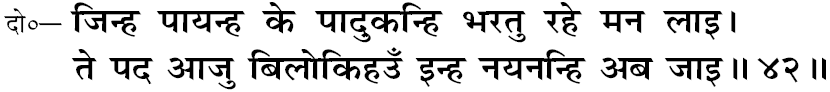 दो०— जिन्ह पायन्ह के पादुकन्हि भरतु रहे मन लाइ।
ते पद आजु बिलोकिहउँ इन्ह नयनन्हि अब जाइ॥ ४२॥